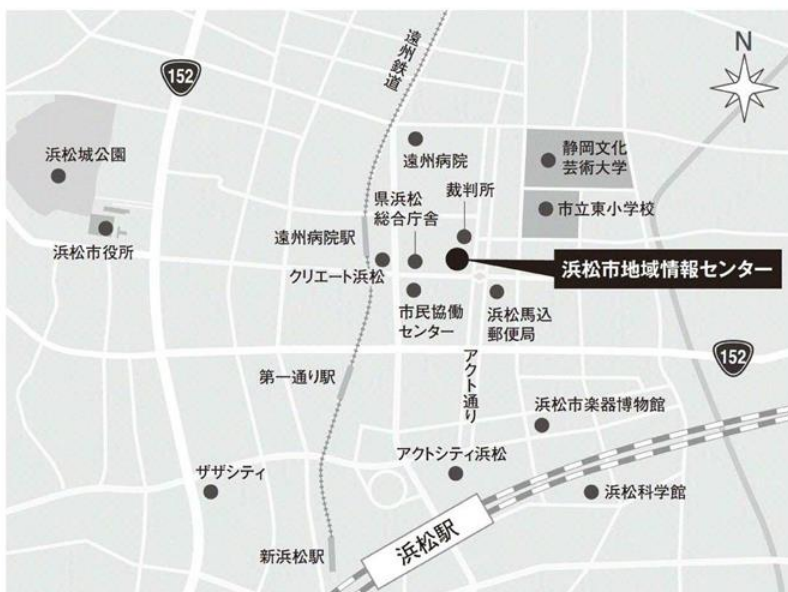 N
152
遠州鉄道
浜松城公園
遠州病院
静岡文化
芸術大学
裁判所
県浜松
総合庁舎
市立東小学校
遠州病院駅
浜松市役所
クリエート浜松
浜松市地域情報センター
市民協働
センター
浜松馬込
郵便局
152
アクト通り
第一通り駅
浜松市楽器博物館
アクトシティ浜松
ザザシティ
浜松科学館
浜松駅
新浜松駅